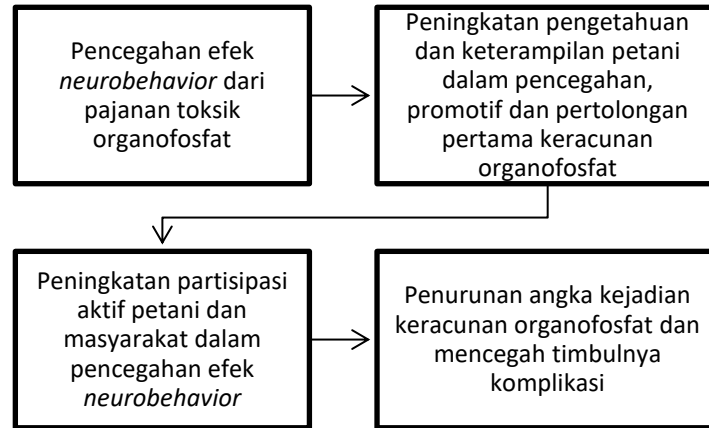 Pencegahan efek
neurobehavior dari
pajanan toksik
organofosfat
Peningkatan pengetahuan
dan keterampilan petani
dalam pencegahan,
promotif dan pertolongan
pertama keracunan
organofosfat
Peningkatan partisipasi
aktif petani dan
masyarakat dalam
pencegahan efek
neurobehavior
Penurunan angka kejadian
keracunan organofosfat dan
mencegah timbulnya
komplikasi